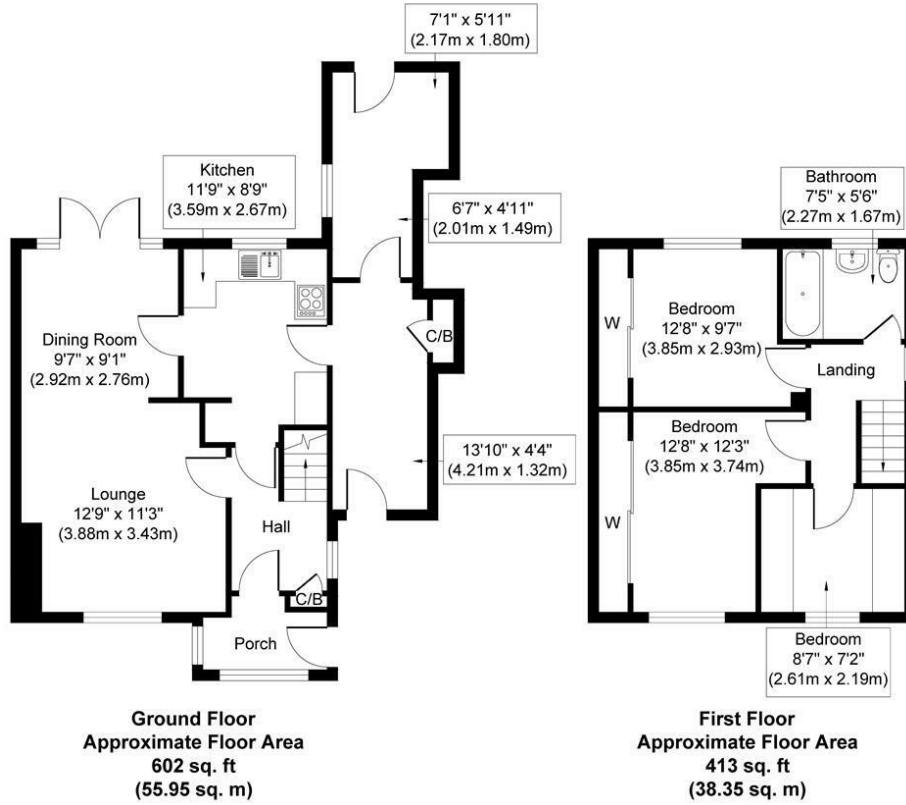 7'1" x 5'11"
(2.17m x 1.80m)
Kitchen
11'9" x 8'9"
(3.59m x 2.67m)
6'7" x 4'11"
(2.01m x 1.49m)
Dining Room
9'7" x 9'1"
(2.92m x 2.76m)
C/B
13'10" x 4'4"
(4.21m x 1.32m)
Lounge
12'9" x 11'3"
(3.88m x 3.43m)
Hall
C/B
Porch
Ground Floor
Approximate Floor Area
602 sq. ft
(55.95 sq. m)
Bathroom
7'5" x 5'6"
(2.27m x 1.67m)
W
Bedroom
12'8" x 9'7"
(3.85m x 2.93m)
Landing
Bedroom
12'8" x 12'3"
(3.85m x 3.74m)
W
Bedroom
8'7" x 7'2"
(2.61m x 2.19m)
First Floor
Approximate Floor Area
413 sq. ft
(38.35 sq. m)